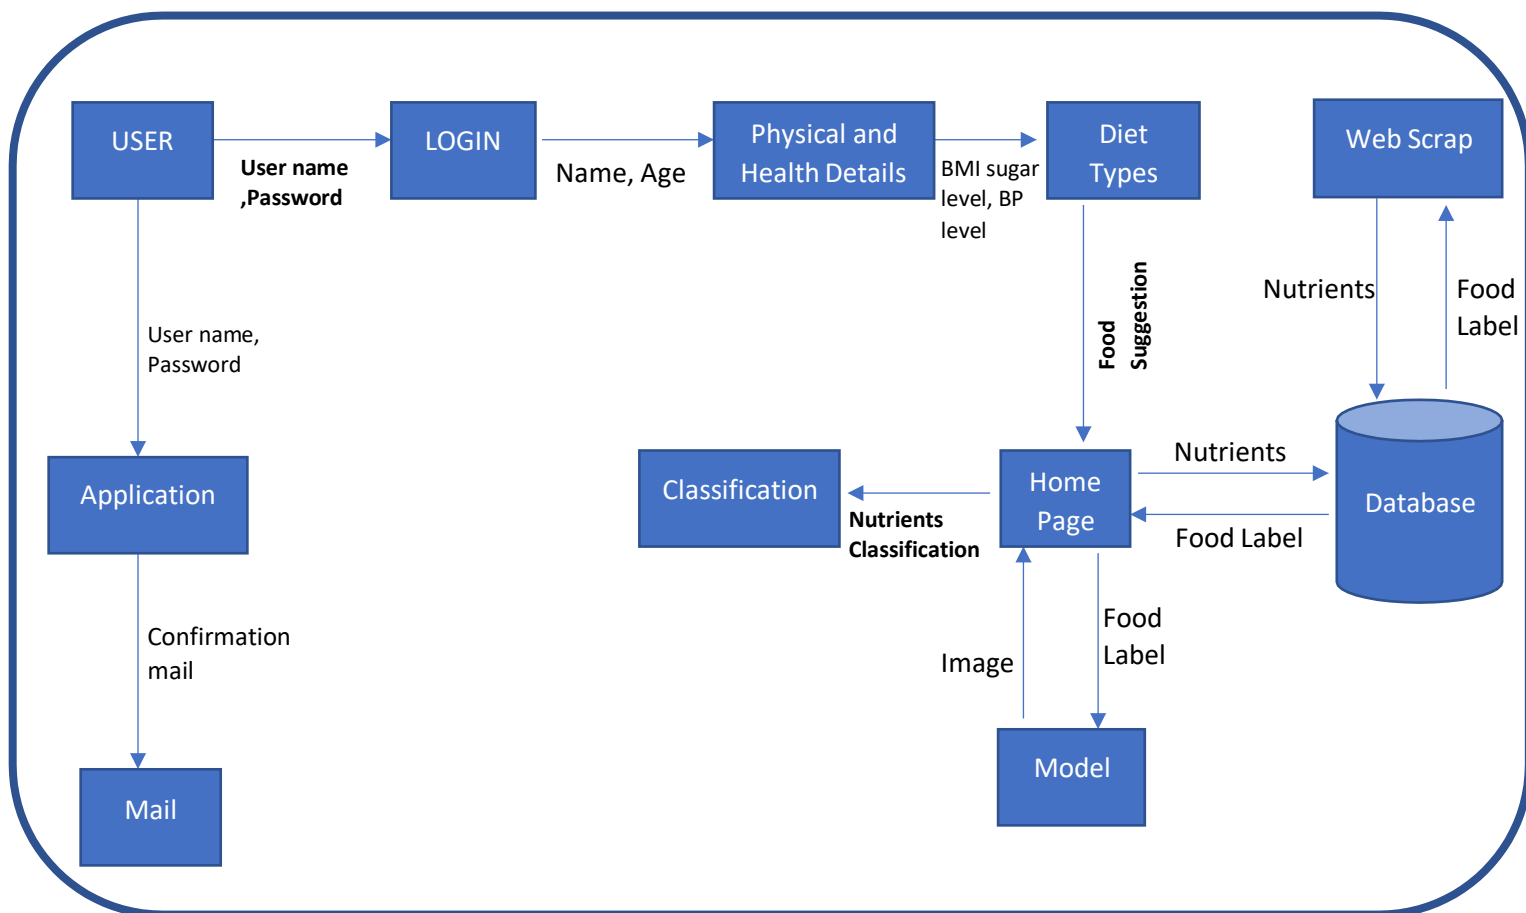 USER
User name
,Password
LOGIN
Name, Age
Physical and
Health Details
BMI sugar
level, BP
level
Diet
Types
Web Scrap
Nutrients
Food
Label
Food
Suggestion
User name,
Password
Application
Classification
Nutrients
Classification
Home
Page
Nutrients
Food Label
Database
Confirmation
mail
Image
Food
Label
Mail
Model